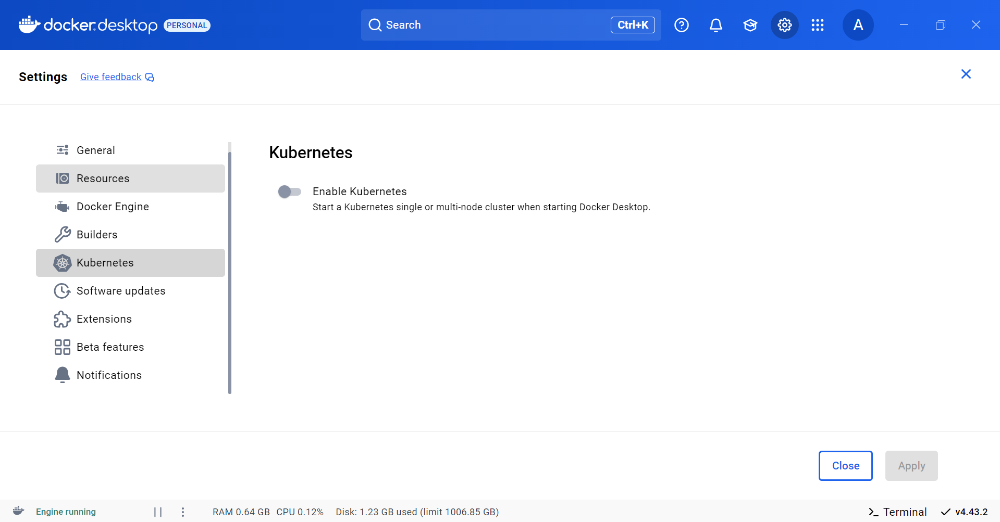 docker desktop PERSONAL
Search Ctrl+K
A
Settings Give feedback
General
Resources
Docker Engine
Builders
Kubernetes
Software updates
Extensions
Beta features
Notifications
Kubernetes
Enable Kubernetes
Start a Kubernetes single or multi-node cluster when starting Docker Desktop.
Close Apply
Engine running RAM 0.64 GB CPU 0.12% Disk: 1.23 GB used (limit 1006.85 GB) Terminal v4.43.2